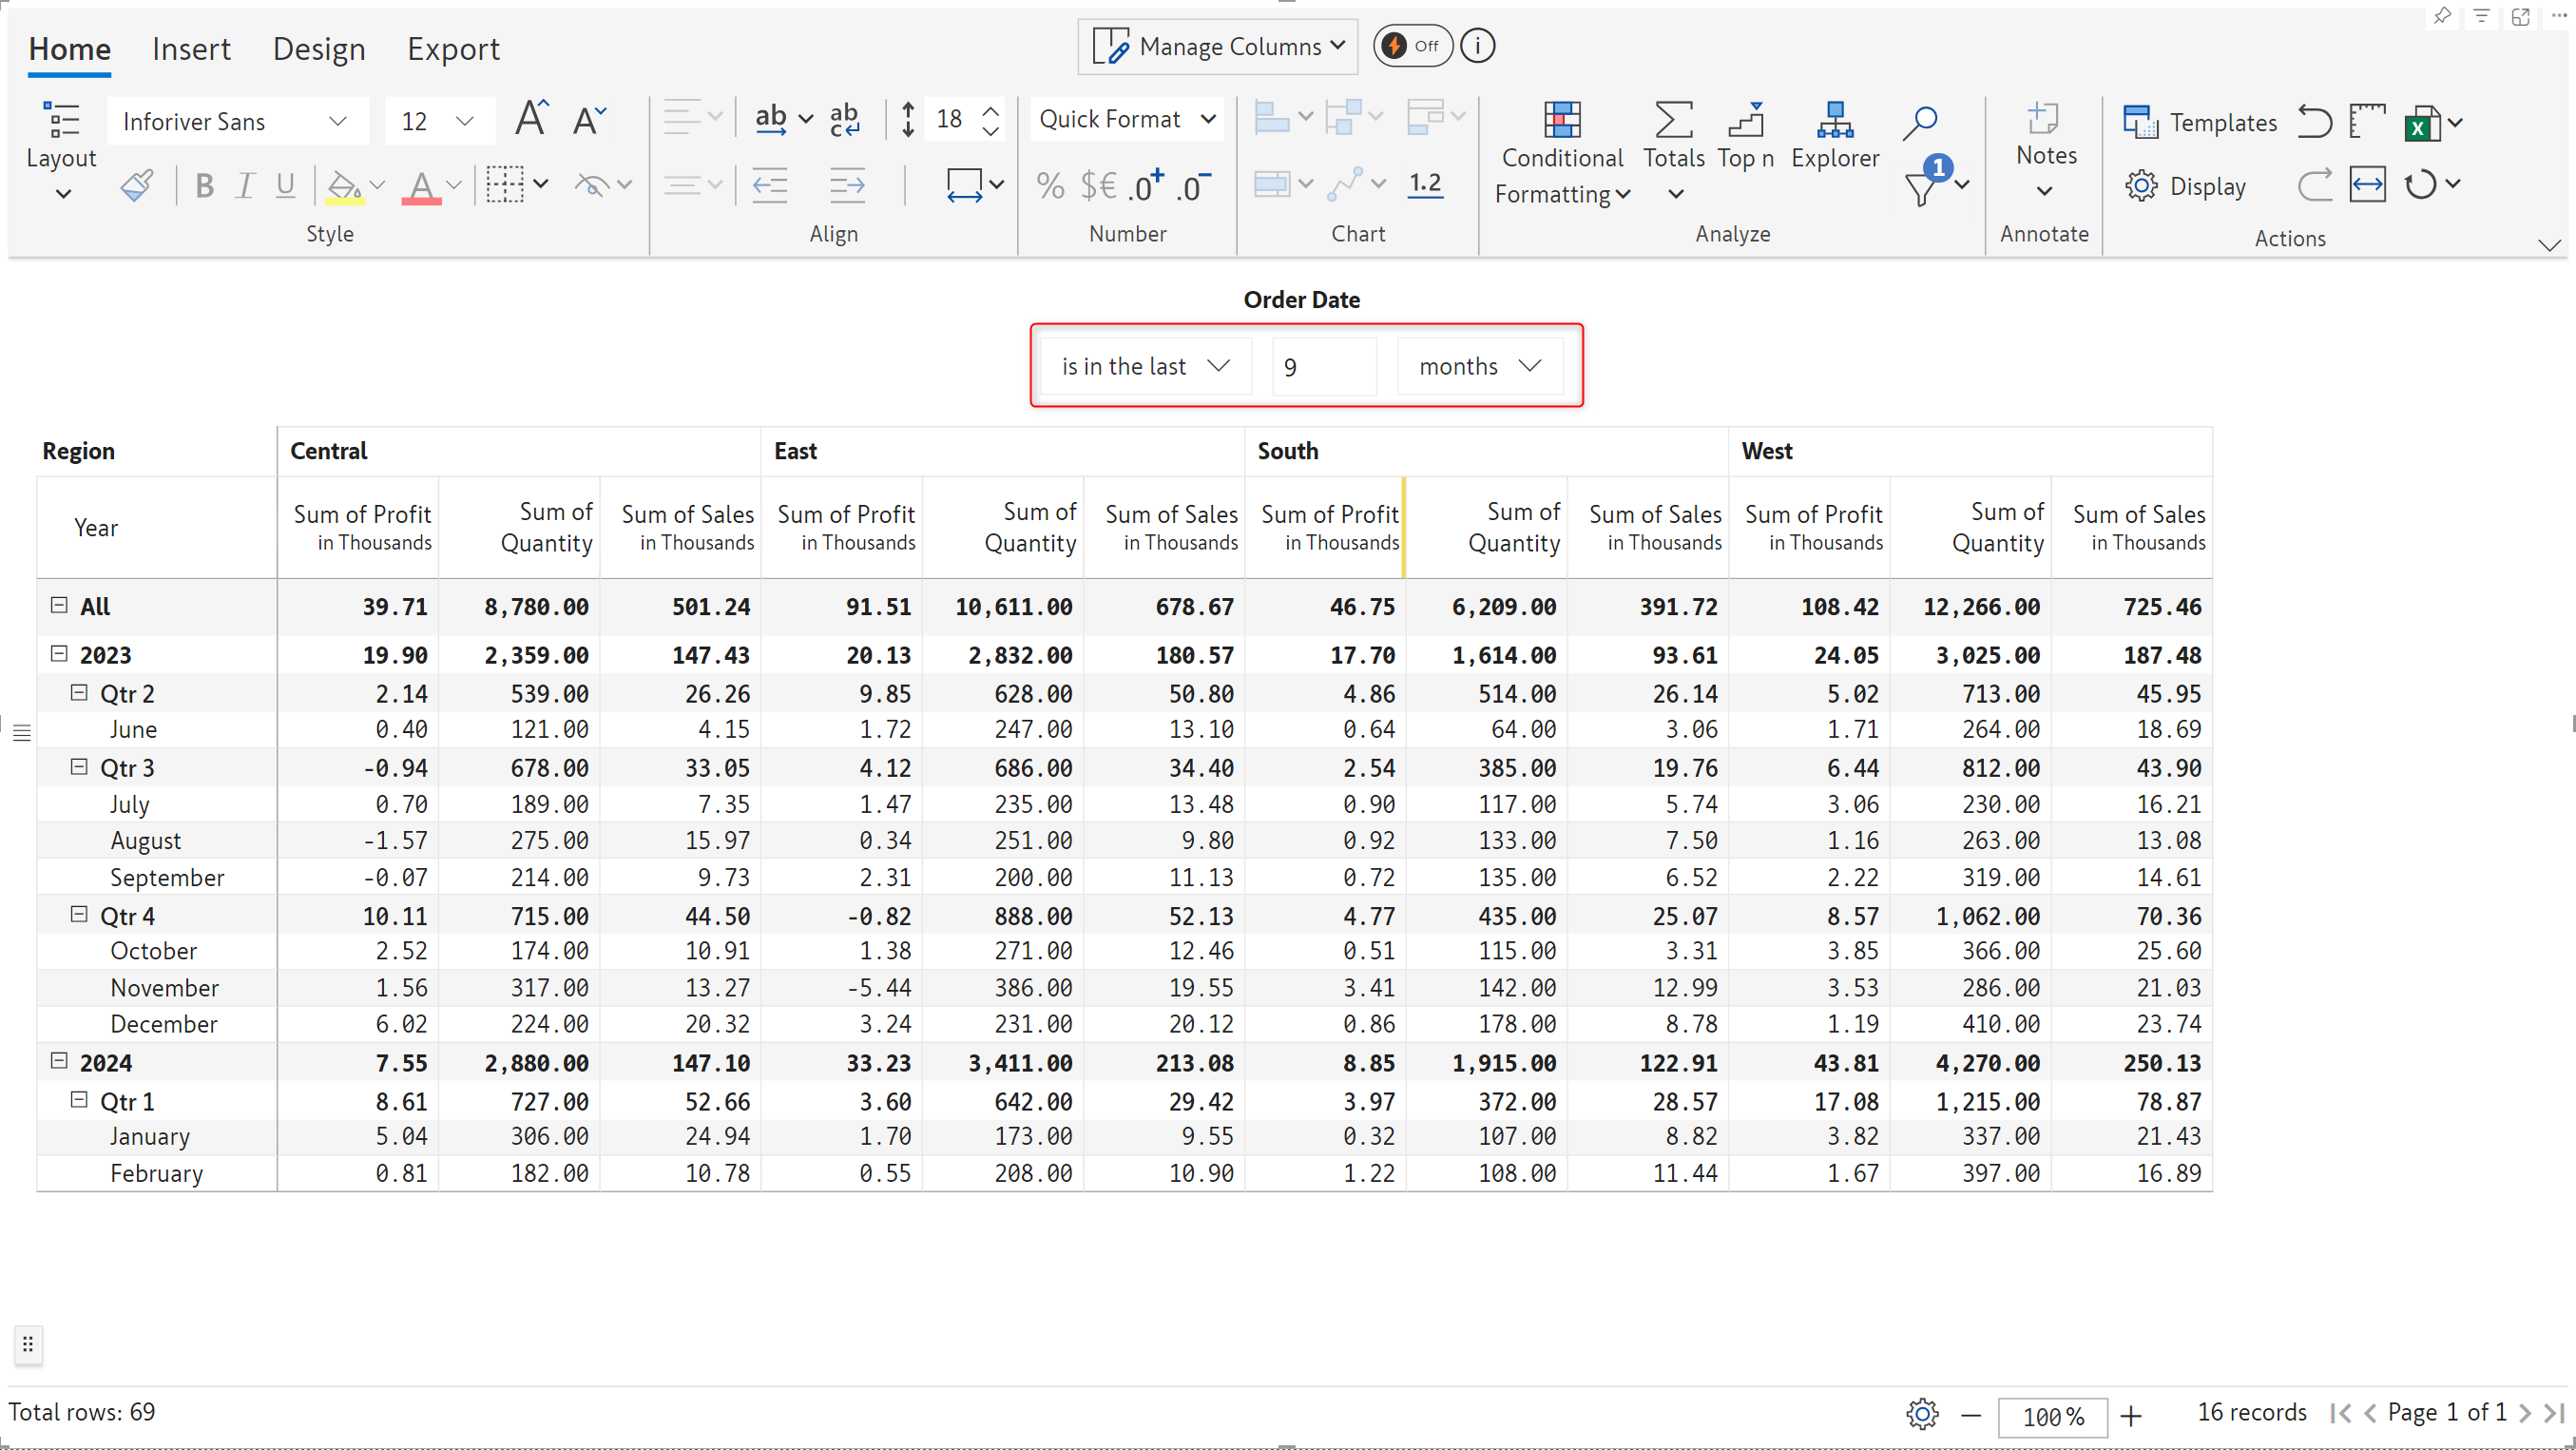 Home Insert Design Export Manage Columns Off i
Layout Inforiver Sans 12 A A ab ab c 18 Quick Format Conditional Formatting Totals Top n Explorer 1 Notes Templates X
B I U A % $€ .0+ .0- 1.2 Display
Style Align Number Chart Analyze Annotate Actions
Order Date
is in the last 9 months
Region Central East South West
Year Sum of Profit in Thousands Sum of Quantity Sum of Sales in Thousands Sum of Profit in Thousands Sum of Quantity Sum of Sales in Thousands Sum of Profit in Thousands Sum of Quantity Sum of Sales in Thousands Sum of Profit in Thousands Sum of Quantity Sum of Sales in Thousands
All 39.71 8,780.00 501.24 91.51 10,611.00 678.67 46.75 6,209.00 391.72 108.42 12,266.00 725.46
2023 19.90 2,359.00 147.43 20.13 2,832.00 180.57 17.70 1,614.00 93.61 24.05 3,025.00 187.48
Qtr 2 2.14 539.00 26.26 9.85 628.00 50.80 4.86 514.00 26.14 5.02 713.00 45.95
June 0.40 121.00 4.15 1.72 247.00 13.10 0.64 64.00 3.06 1.71 264.00 18.69
Qtr 3 -0.94 678.00 33.05 4.12 686.00 34.40 2.54 385.00 19.76 6.44 812.00 43.90
July 0.70 189.00 7.35 1.47 235.00 13.48 0.90 117.00 5.74 3.06 230.00 16.21
August -1.57 275.00 15.97 0.34 251.00 9.80 0.92 133.00 7.50 1.16 263.00 13.08
September -0.07 214.00 9.73 2.31 200.00 11.13 0.72 135.00 6.52 2.22 319.00 14.61
Qtr 4 10.11 715.00 44.50 -0.82 888.00 52.13 4.77 435.00 25.07 8.57 1,062.00 70.36
October 2.52 174.00 10.91 1.38 271.00 12.46 0.51 115.00 3.31 3.85 366.00 25.60
November 1.56 317.00 13.27 -5.44 386.00 19.55 3.41 142.00 12.99 3.53 286.00 21.03
December 6.02 224.00 20.32 3.24 231.00 20.12 0.86 178.00 8.78 1.19 410.00 23.74
2024 7.55 2,880.00 147.10 33.23 3,411.00 213.08 8.85 1,915.00 122.91 43.81 4,270.00 250.13
Qtr 1 8.61 727.00 52.66 3.60 642.00 29.42 3.97 372.00 28.57 17.08 1,215.00 78.87
January 5.04 306.00 24.94 1.70 173.00 9.55 0.32 107.00 8.82 3.82 337.00 21.43
February 0.81 182.00 10.78 0.55 208.00 10.90 1.22 108.00 11.44 1.67 397.00 16.89
Total rows: 69 100 % 16 records Page 1 of 1